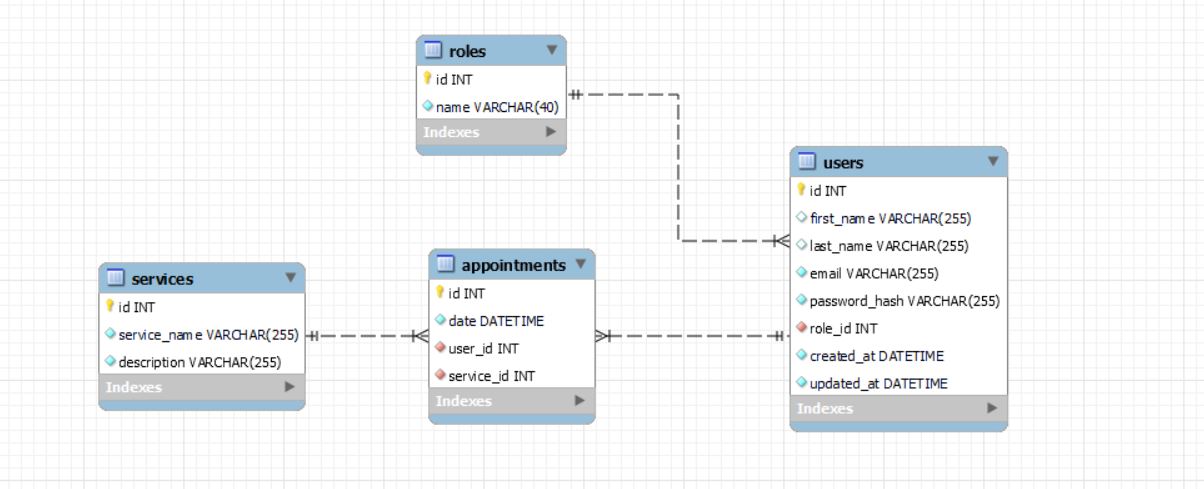 roles
id INT
name VARCHAR(40)
Indexes
users
id INT
first_name VARCHAR(255)
last_name VARCHAR(255)
email VARCHAR(255)
password_hash VARCHAR(255)
role_id INT
created_at DATETIME
updated_at DATETIME
Indexes
services
id INT
service_name VARCHAR(255)
description VARCHAR(255)
Indexes
appointments
id INT
date DATETIME
user_id INT
service_id INT
Indexes